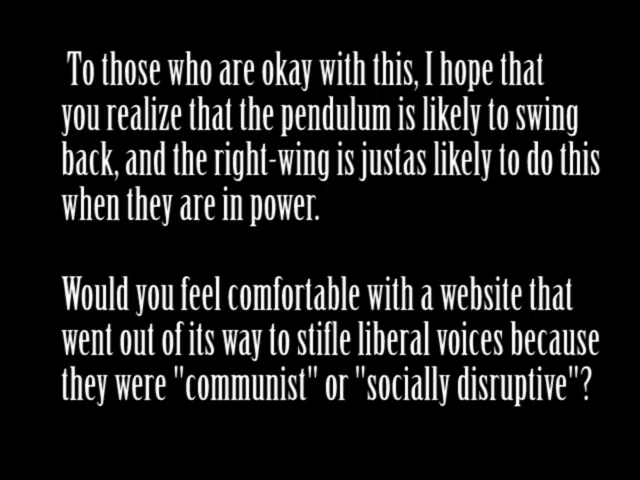 To those who are okay with this, I hope that
you realize that the pendulum is likely to swing
back, and the right-wing is justas likely to do this
when they are in power.
Would you feel comfortable with a website that
went out of its way to stifle liberal voices because
they were "communist" or "socially disruptive"?